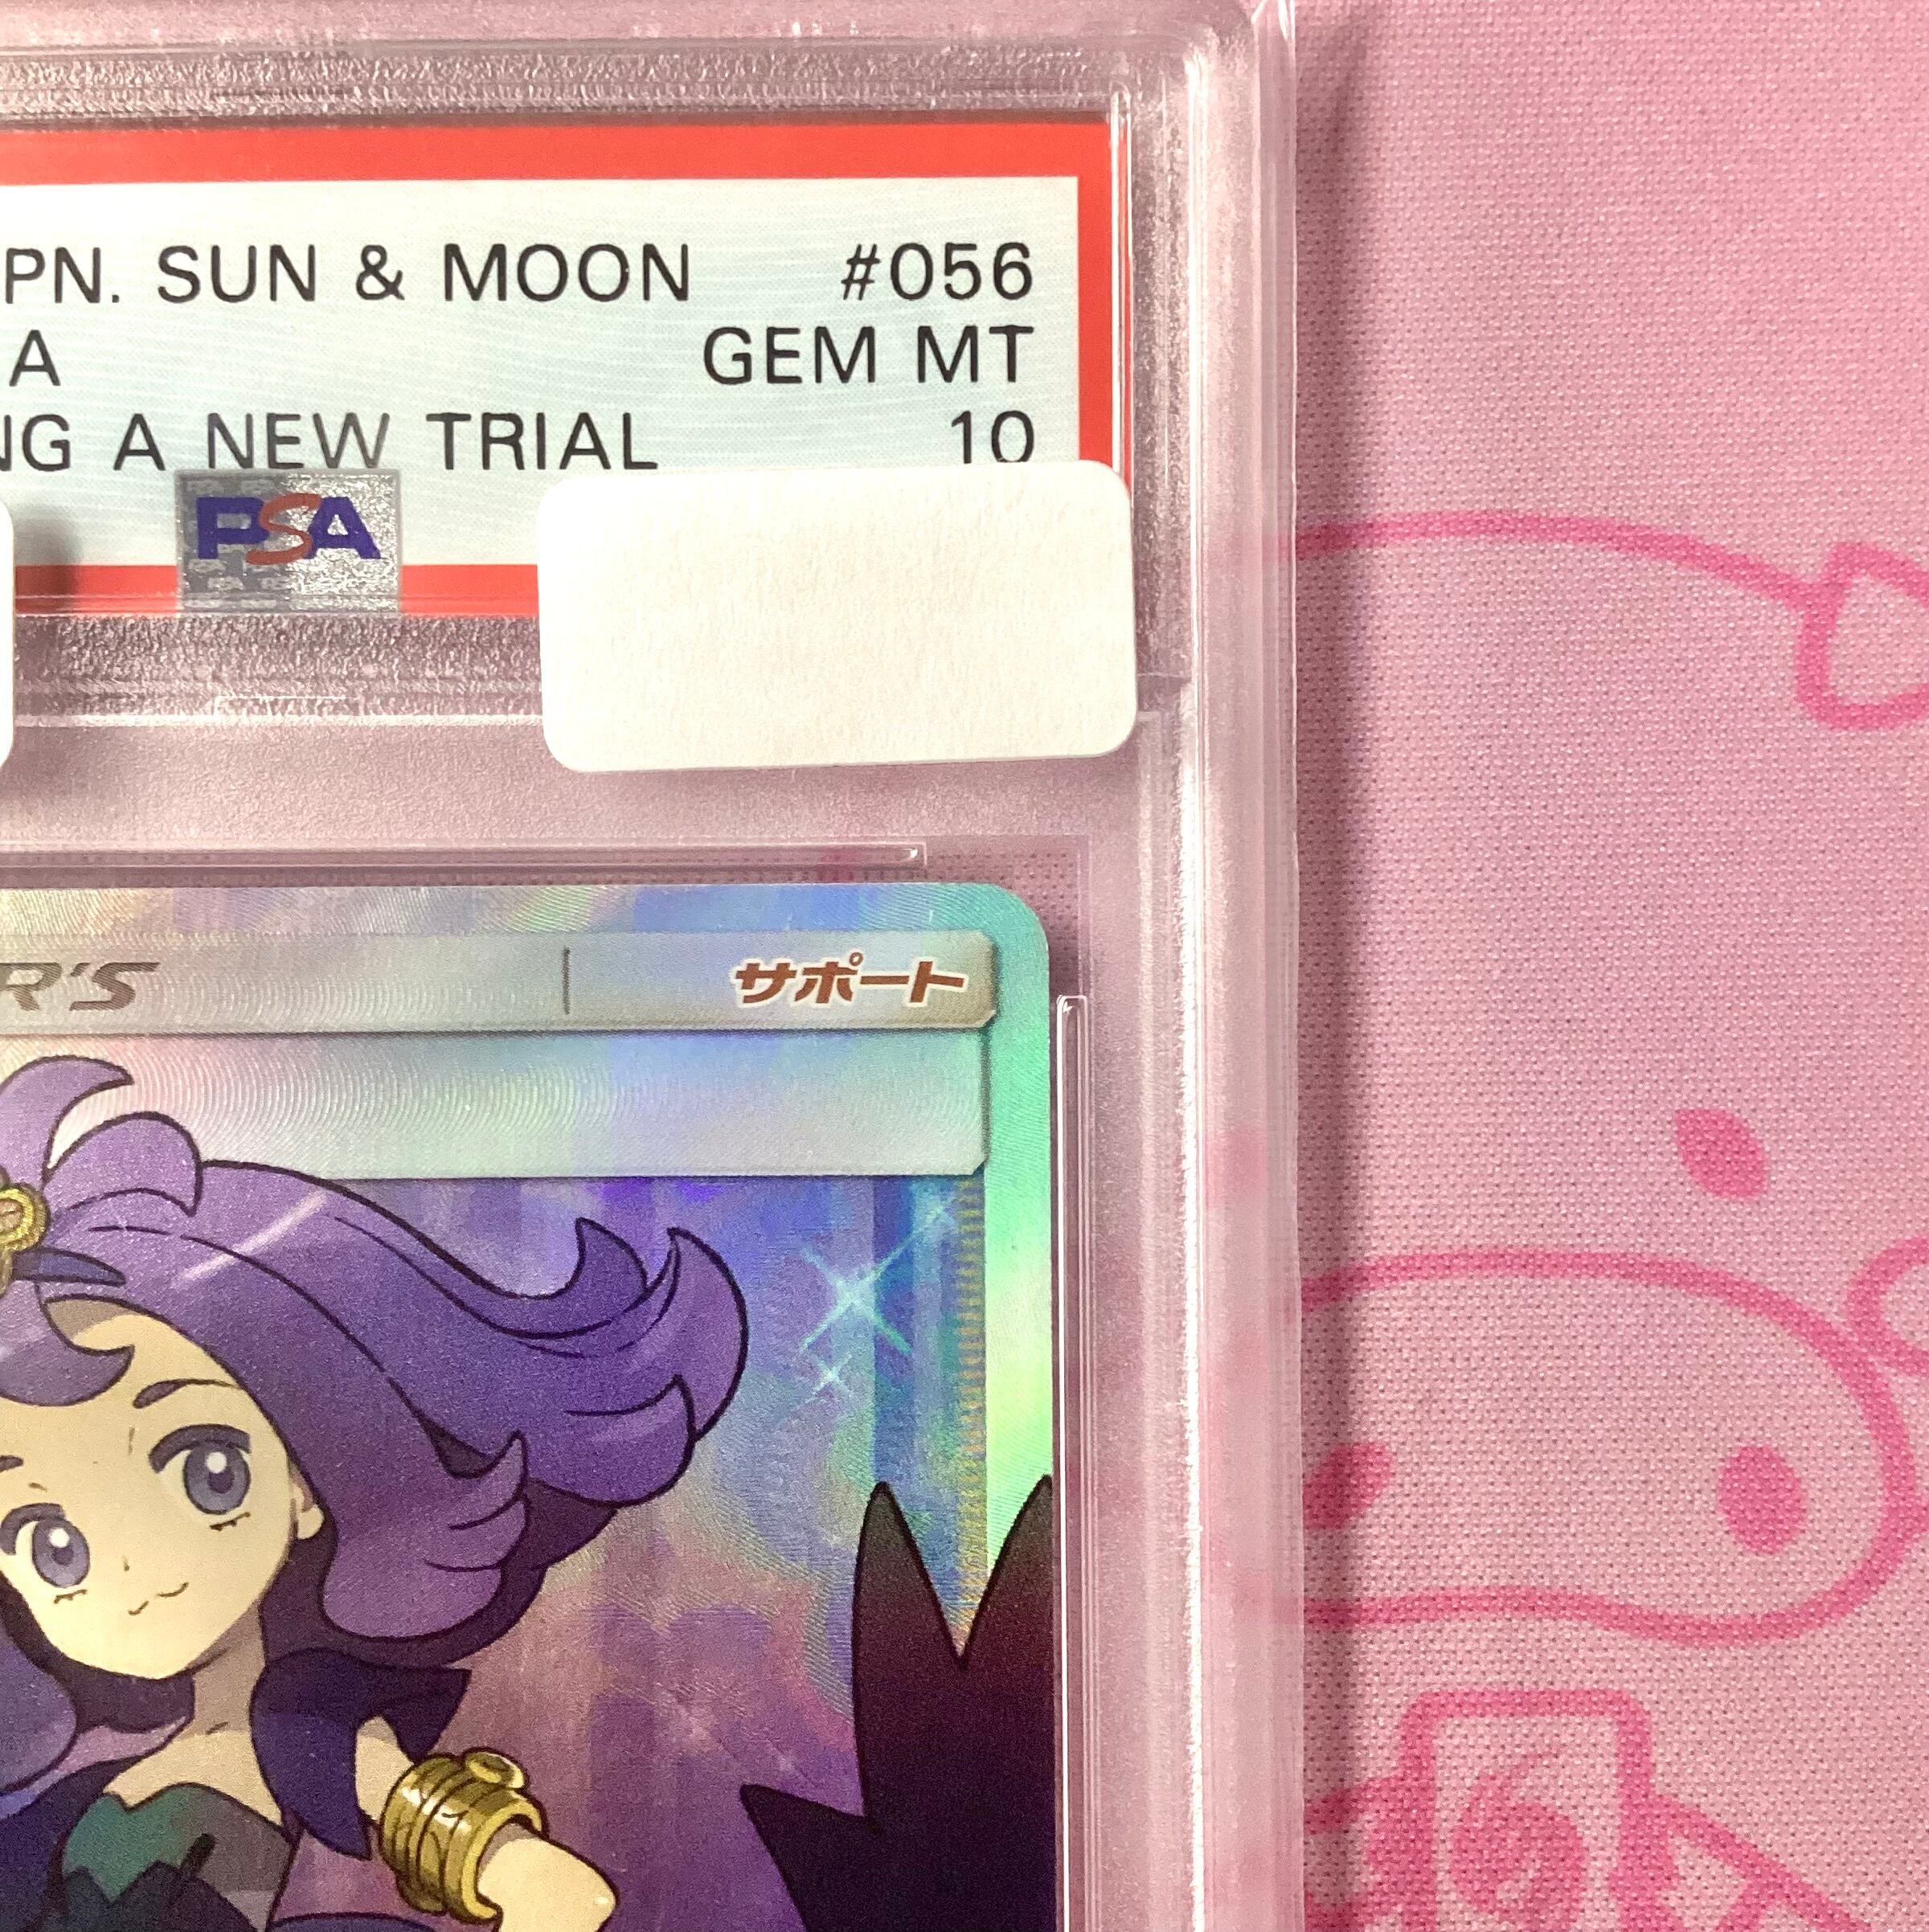 PN. SUN & MOON #056
A GEM MT
NG A NEW TRIAL 10
PSA
R'S サポート